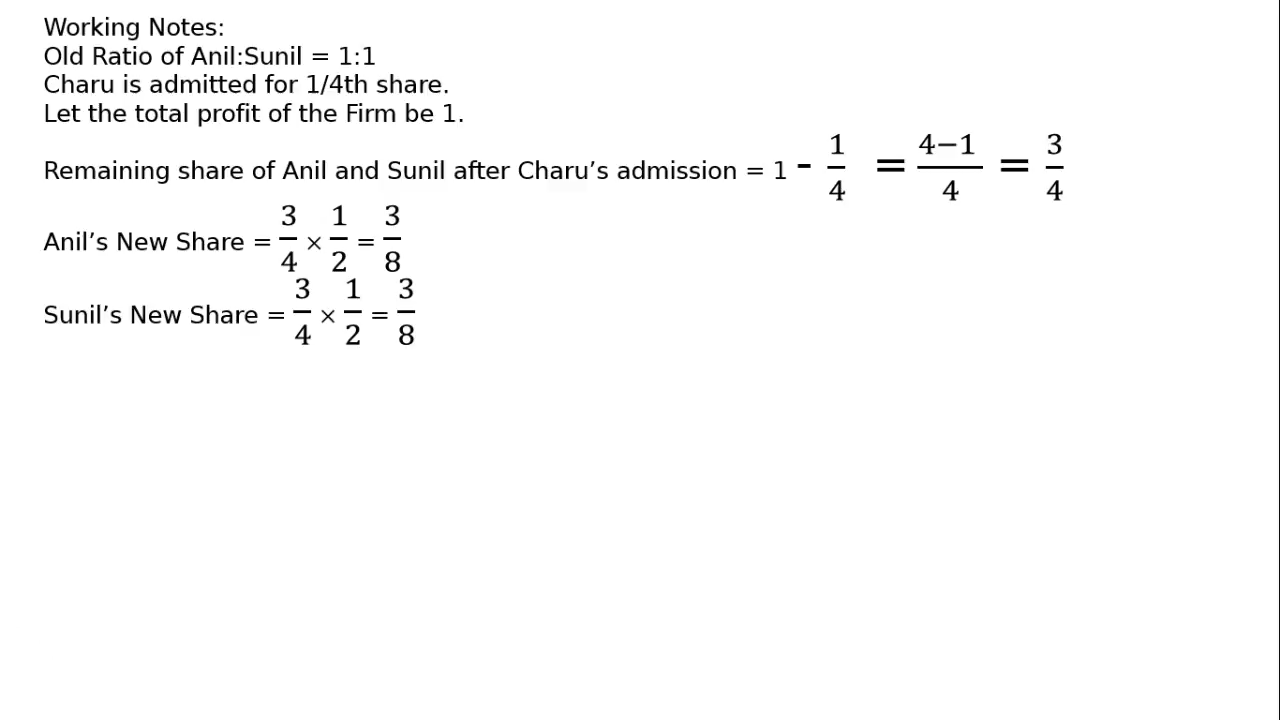 Working Notes:
Old Ratio of Anil:Sunil = 1:1
Charu is admitted for 1/4th share.
Let the total profit of the Firm be 1.
Remaining share of Anil and Sunil after Charu’s admission = 1 - 1/4 = 4−1/4 = 3/4
Anil’s New Share = 3/4 × 1/2 = 3/8
Sunil’s New Share = 3/4 × 1/2 = 3/8